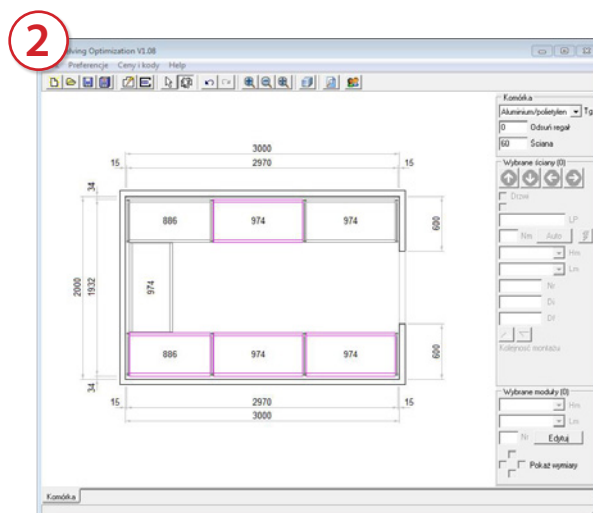 2
lving Optimization V1.08
Preferencje Ceny i kody Help
3000
15 2970 15
34
886 974 974
600
2000 1932 974
886 974 974
600
34
15 2970 15
3000
Komórka
Aluminium/polietylen Tg
0 Odsuń regał
60 Ściana
Wybrane ściany (0)
Drzwi
LP
Nm Auto
Hm
Lm
Nr
Di
Df
Kolejność montażu
Wybrane moduły (0)
Hm
Lm
Nr Edytuj
Pokaż wymiary
Komórka